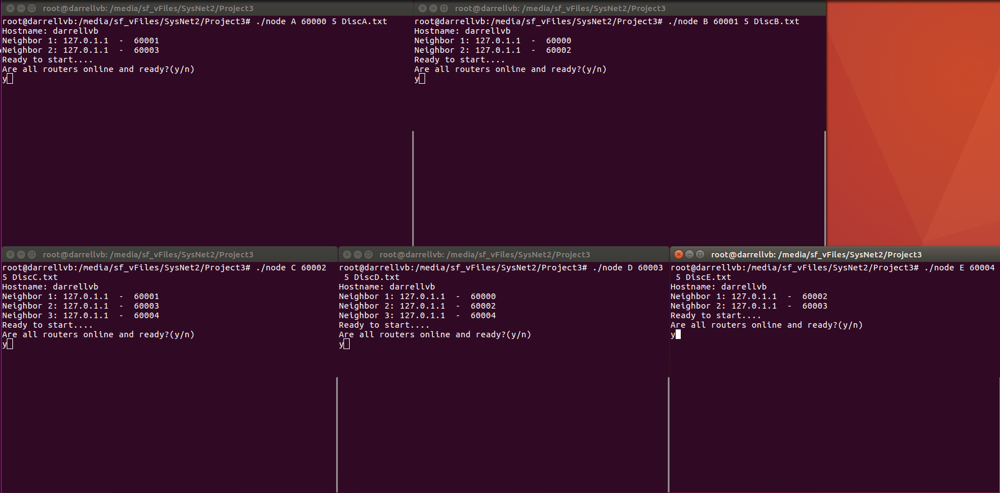 root@darrellvb: /media/sf_vFiles/SysNet2/Project3
root@darrellvb:/media/sf_vFiles/SysNet2/Project3# ./node A 60000 5 DiscA.txt
Hostname: darrellvb
Neighbor 1: 127.0.1.1  -  60001
Neighbor 2: 127.0.1.1  -  60003
Ready to start....
Are all routers online and ready?(y/n)
y
root@darrellvb: /media/sf_vFiles/SysNet2/Project3
root@darrellvb:/media/sf_vFiles/SysNet2/Project3# ./node B 60001 5 DiscB.txt
Hostname: darrellvb
Neighbor 1: 127.0.1.1  -  60000
Neighbor 2: 127.0.1.1  -  60002
Ready to start....
Are all routers online and ready?(y/n)
y
root@darrellvb: /media/sf_vFiles/SysNet2/Project3
root@darrellvb:/media/sf_vFiles/SysNet2/Project3# ./node C 60002
5 DiscC.txt
Hostname: darrellvb
Neighbor 1: 127.0.1.1  -  60001
Neighbor 2: 127.0.1.1  -  60003
Neighbor 3: 127.0.1.1  -  60004
Ready to start....
Are all routers online and ready?(y/n)
y
root@darrellvb: /media/sf_vFiles/SysNet2/Project3
root@darrellvb:/media/sf_vFiles/SysNet2/Project3# ./node D 60003
 5 DiscD.txt
Hostname: darrellvb
Neighbor 1: 127.0.1.1  -  60000
Neighbor 2: 127.0.1.1  -  60002
Neighbor 3: 127.0.1.1  -  60004
Ready to start....
Are all routers online and ready?(y/n)
y
root@darrellvb: /media/sf_vFiles/SysNet2/Project3
root@darrellvb:/media/sf_vFiles/SysNet2/Project3# ./node E 60004
 5 DiscE.txt
Hostname: darrellvb
Neighbor 1: 127.0.1.1  -  60002
Neighbor 2: 127.0.1.1  -  60003
Ready to start....
Are all routers online and ready?(y/n)
y